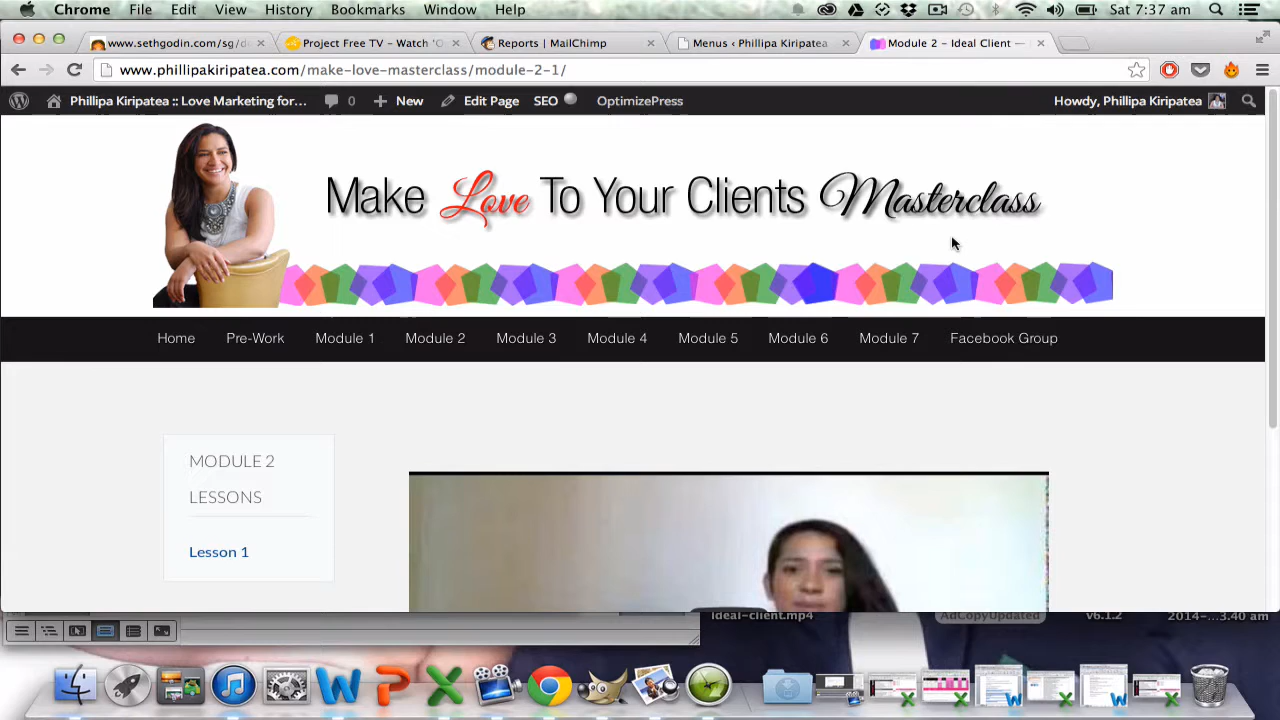 Chrome File Edit View History Bookmarks Window Help Sat 7:37 am
www.sethgodin.com/sg/d
Project Free TV – Watch 'O
Reports | MailChimp
Menus ‹ Phillipa Kiripatea
Module 2 – Ideal Client —
www.phillipakiripatea.com/make-love-masterclass/module-2-1/
Phillipa Kiripatea :: Love Marketing for... 0 New Edit Page SEO OptimizePress Howdy, Phillipa Kiripatea
Make Love To Your Clients Masterclass
Home Pre-Work Module 1 Module 2 Module 3 Module 4 Module 5 Module 6 Module 7 Facebook Group
MODULE 2
LESSONS
Lesson 1
Ideal-client.mp4 AdCopyUpdated v6.1.2 2014-...3.40 am